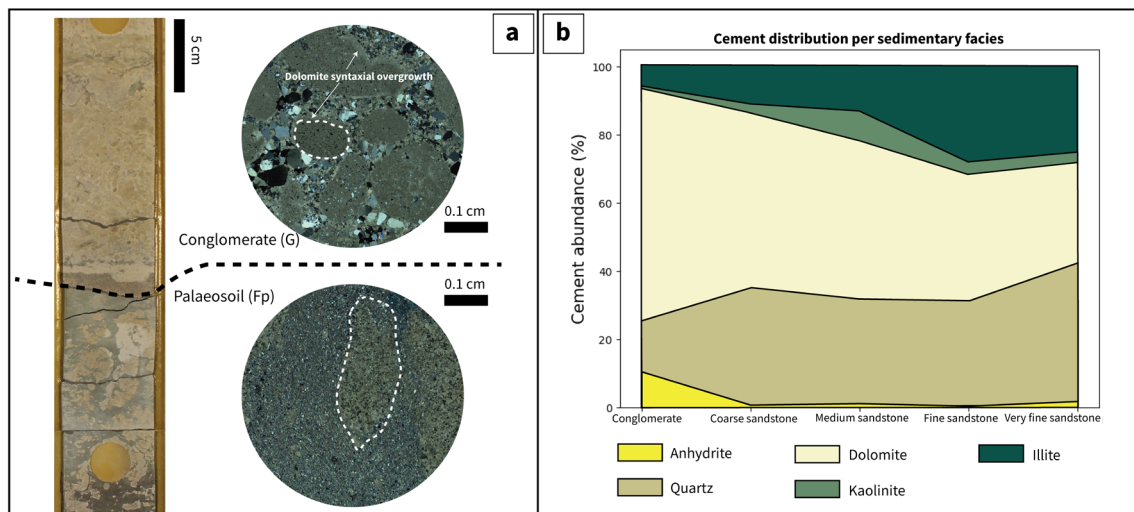 a
5 cm
Dolomite syntaxial overgrowth
0.1 cm
Conglomerate (G)
Palaeosoil (Fp)
0.1 cm
b
Cement distribution per sedimentary facies
Cement abundance (%)
100
80
60
40
20
0
Conglomerate Coarse sandstone Medium sandstone Fine sandstone Very fine sandstone
Anhydrite Dolomite Illite
Quartz Kaolinite